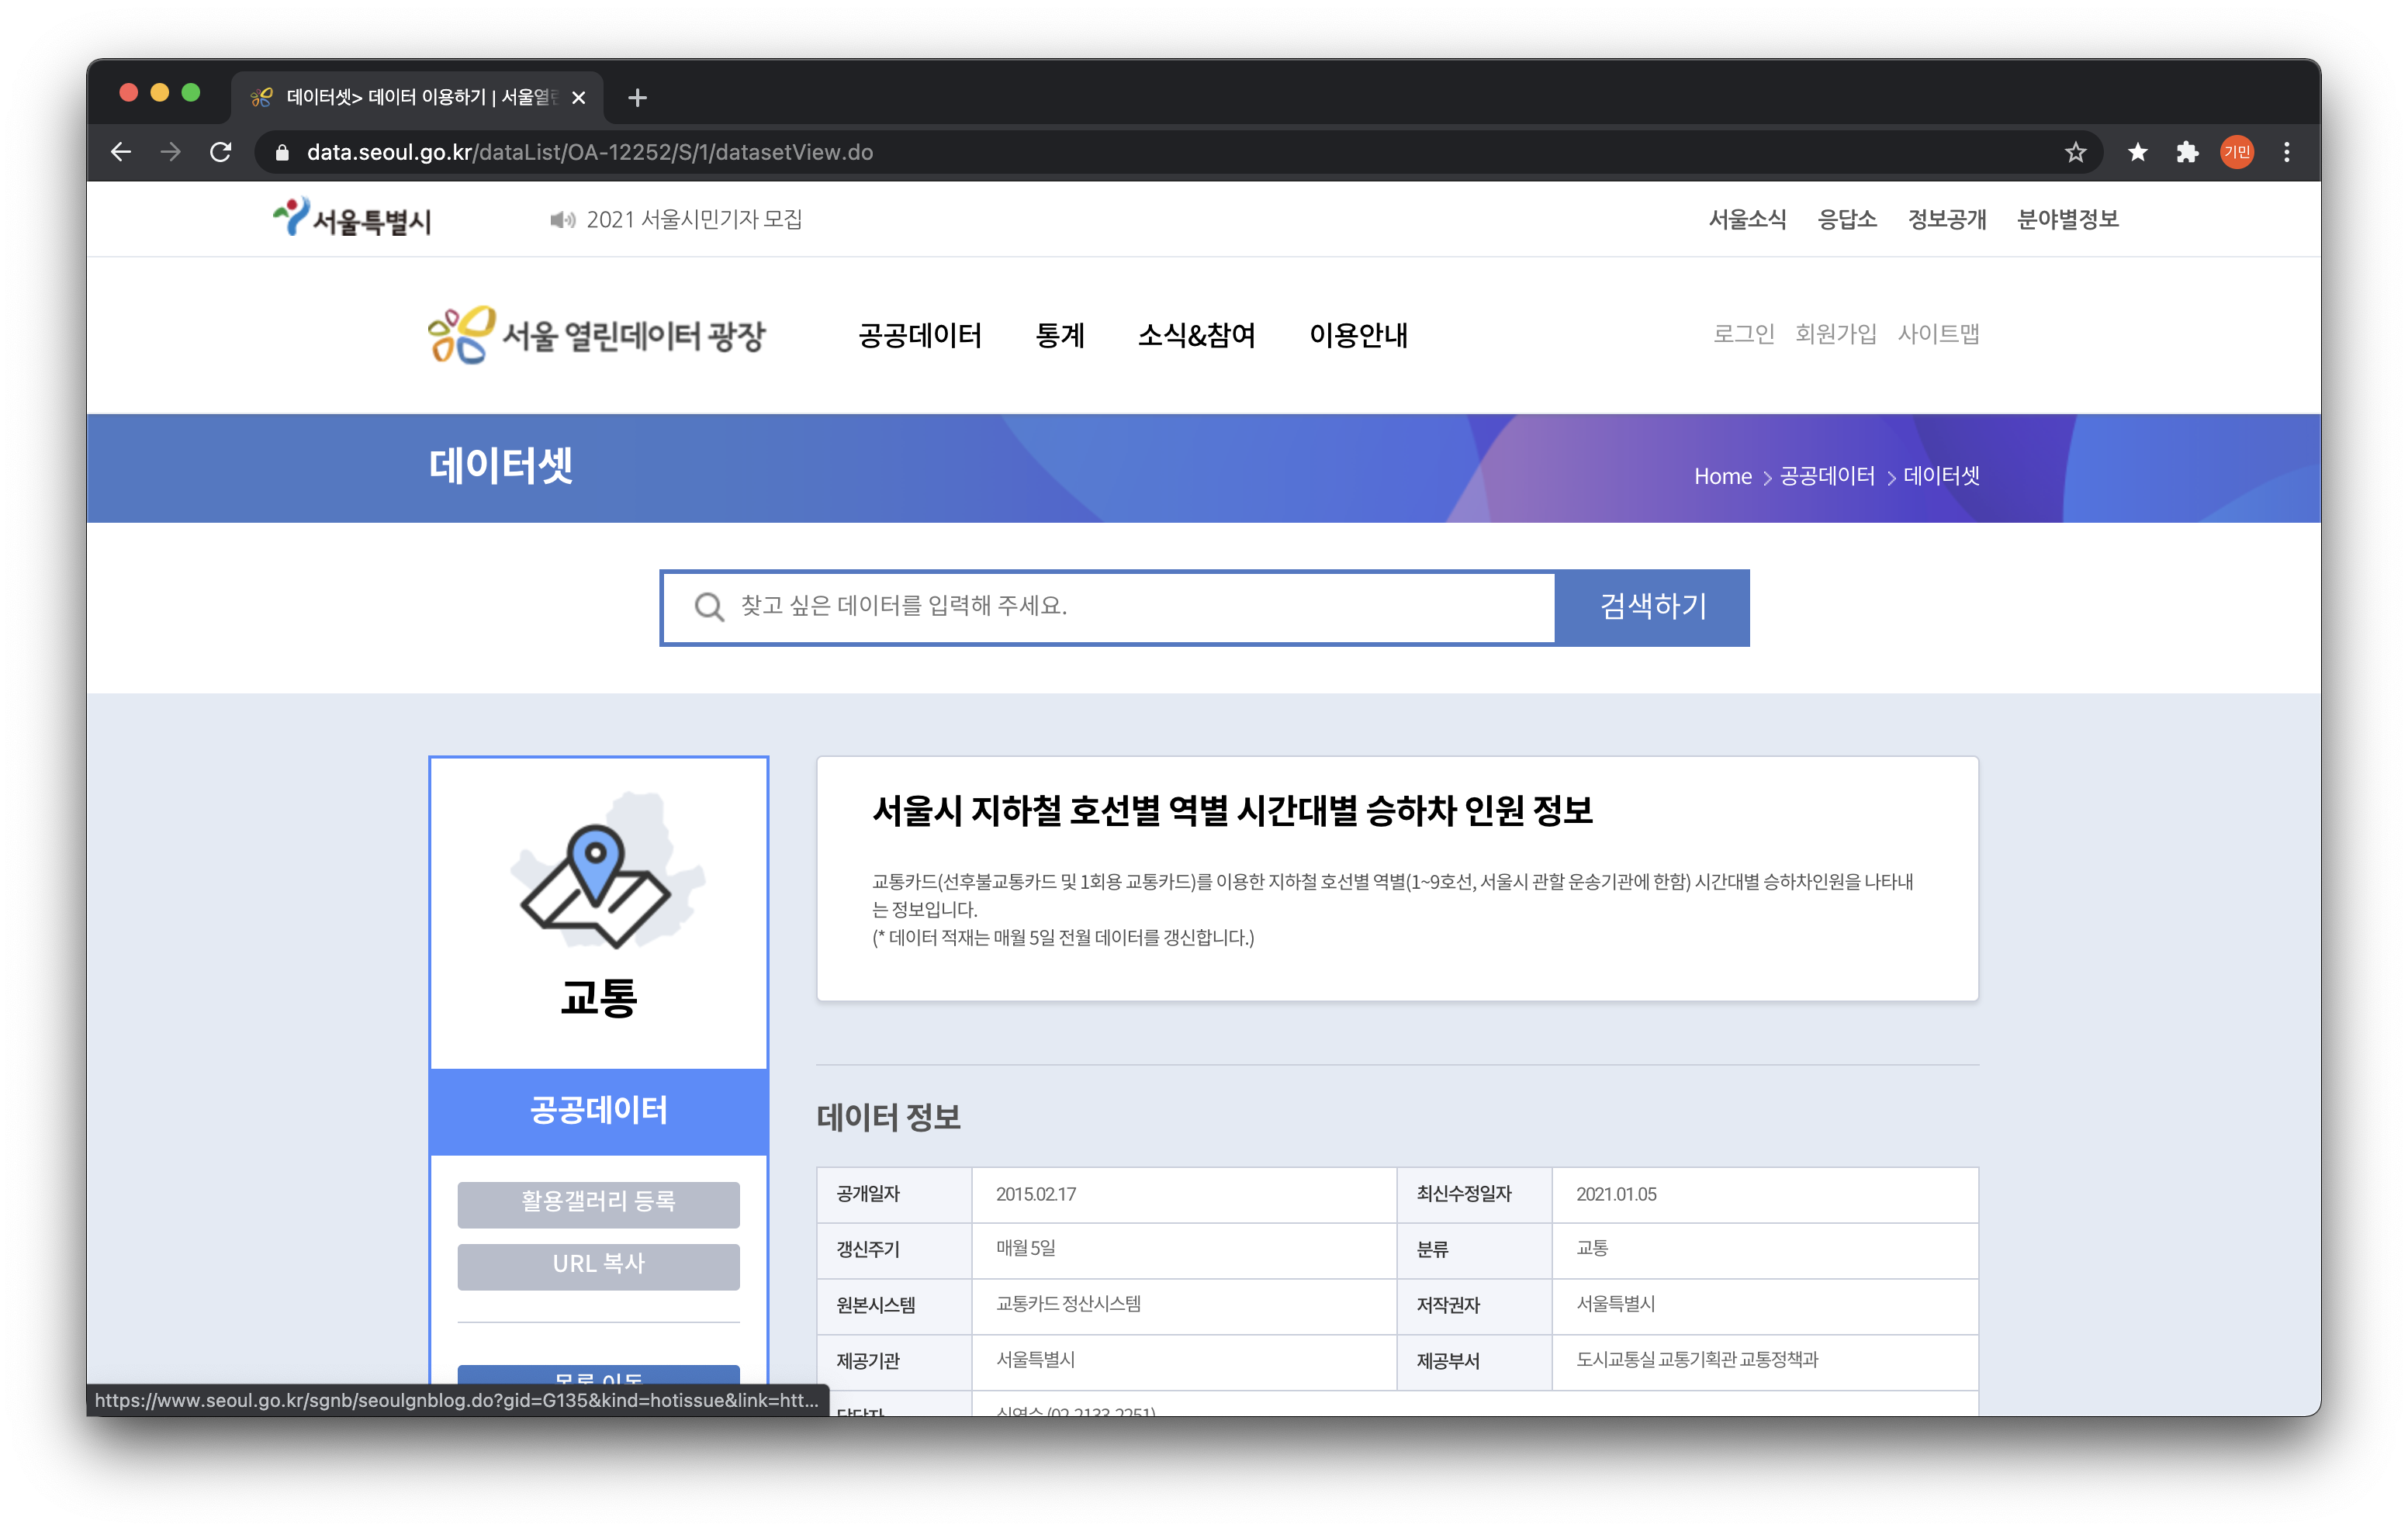 데이터셋> 데이터 이용하기 | 서울열린
data.seoul.go.kr/dataList/OA-12252/S/1/datasetView.do
기민
서울특별시
2021 서울시민기자 모집
서울소식 응답소 정보공개 분야별정보
서울 열린데이터 광장
공공데이터 통계 소식&참여 이용안내
로그인 회원가입 사이트맵
데이터셋
Home > 공공데이터 > 데이터셋
찾고 싶은 데이터를 입력해 주세요.
검색하기
교통
공공데이터
활용갤러리 등록
URL 복사
목록 이동
서울시 지하철 호선별 역별 시간대별 승하차 인원 정보
교통카드(선후불교통카드 및 1회용 교통카드)를 이용한 지하철 호선별 역별(1~9호선, 서울시 관할 운송기관에 한함) 시간대별 승하차인원을 나타내
는 정보입니다.
(* 데이터 적재는 매월 5일 전월 데이터를 갱신합니다.)
데이터 정보
공개일자 2015.02.17 최신수정일자 2021.01.05
갱신주기 매월 5일 분류 교통
원본시스템 교통카드 정산시스템 저작권자 서울특별시
제공기관 서울특별시 제공부서 도시교통실 교통기획관 교통정책과
담당자 (02-2133-2251)
https://www.seoul.go.kr/sgnb/seoulgnblog.do?gid=G135&kind=hotissue&link=htt...